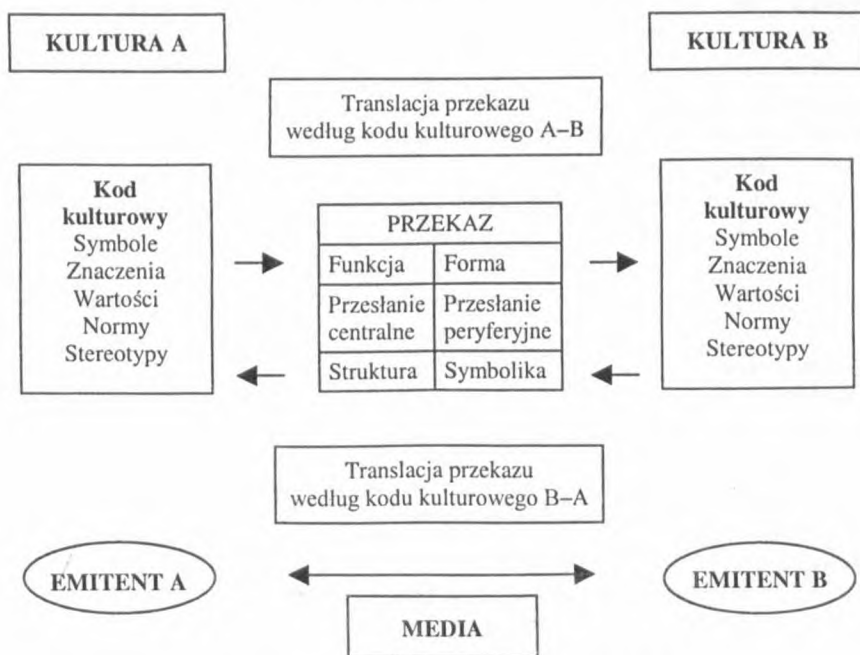 KULTURA A
KULTURA B
Translacja przekazu
według kodu kulturowego A–B
Kod
kulturowy
Symbole
Znaczenia
Wartości
Normy
Stereotypy
PRZEKAZ
Funkcja
Forma
Przesłanie
centralne
Przesłanie
peryferyjne
Struktura
Symbolika
Kod
kulturowy
Symbole
Znaczenia
Wartości
Normy
Stereotypy
Translacja przekazu
według kodu kulturowego B–A
EMITENT A
EMITENT B
MEDIA